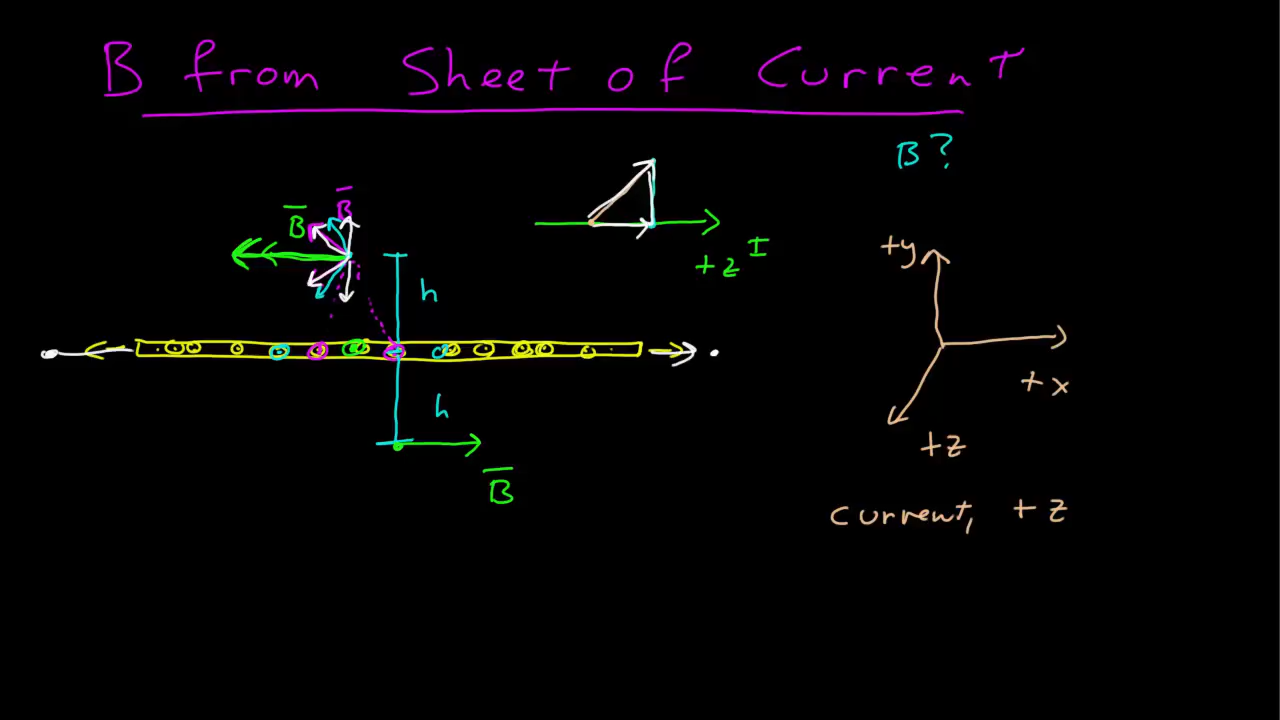 B from Sheet of Current
B?
B̅
B̅
I
+z
+y
h
+x
h
+z
B̅
current, +z